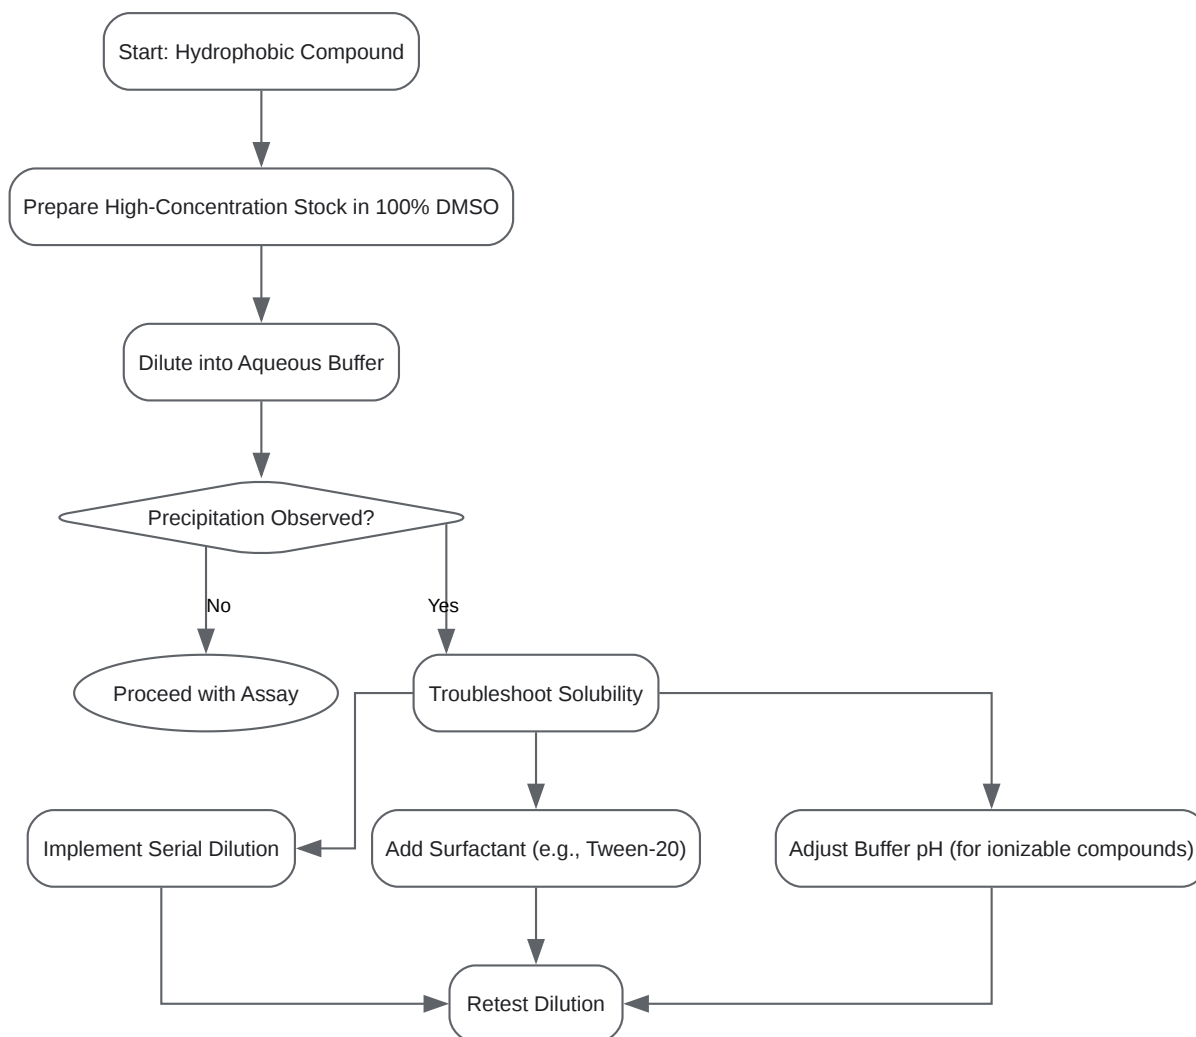 Start: Hydrophobic Compound
Prepare High-Concentration Stock in 100% DMSO
Dilute into Aqueous Buffer
Precipitation Observed?
No
Yes
Proceed with Assay
Troubleshoot Solubility
Implement Serial Dilution
Add Surfactant (e.g., Tween-20)
Adjust Buffer pH (for ionizable compounds)
Retest Dilution